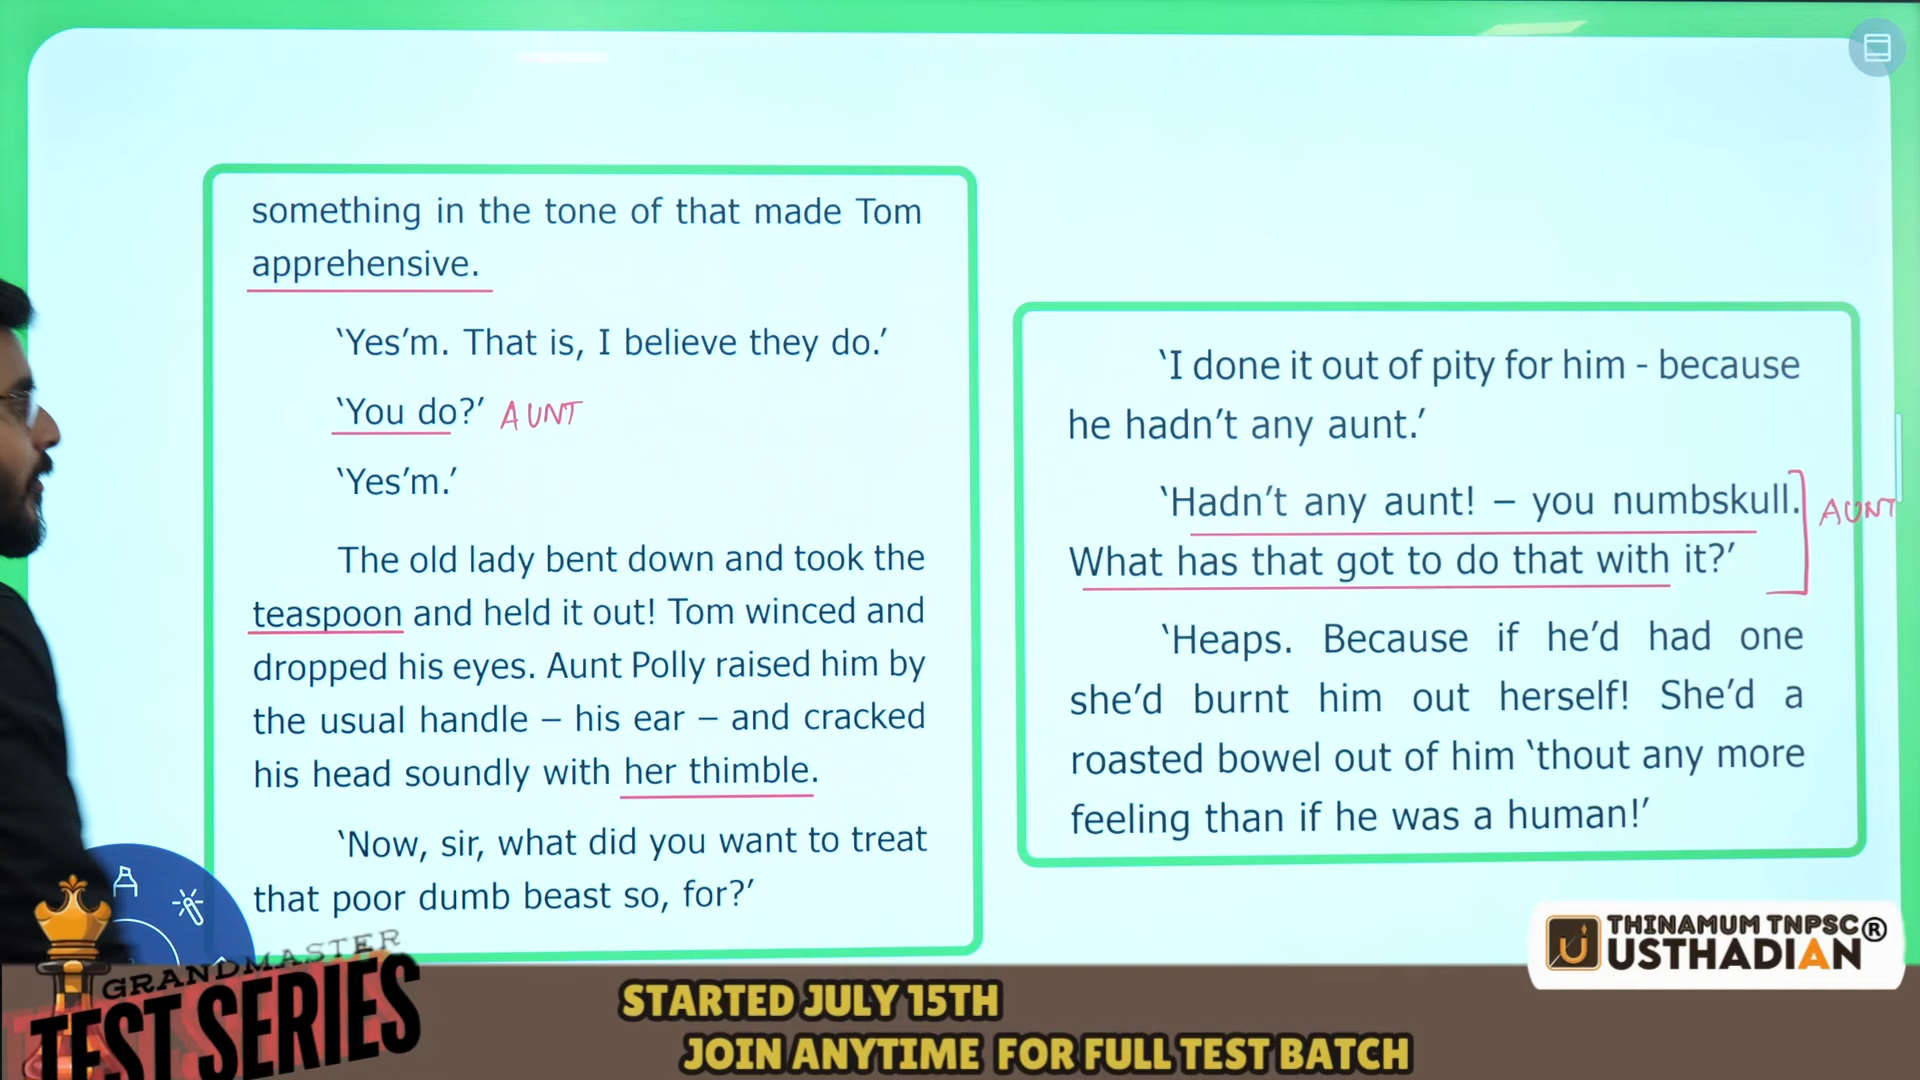 something in the tone of that made Tom
apprehensive.
‘Yes’m. That is, I believe they do.’
‘You do?’ AUNT
‘Yes’m.’
The old lady bent down and took the
teaspoon and held it out! Tom winced and
dropped his eyes. Aunt Polly raised him by
the usual handle – his ear – and cracked
his head soundly with her thimble.
‘Now, sir, what did you want to treat
that poor dumb beast so, for?’
‘I done it out of pity for him - because
he hadn’t any aunt.’
‘Hadn’t any aunt! – you numbskull.
What has that got to do that with it?’
AUNT
‘Heaps. Because if he’d had one
she’d burnt him out herself! She’d a
roasted bowel out of him ‘thout any more
feeling than if he was a human!’
THINAMUM TNPSC®
USTHADIAN
GRANDMASTER
TEST SERIES
STARTED JULY 15TH
JOIN ANYTIME FOR FULL TEST BATCH